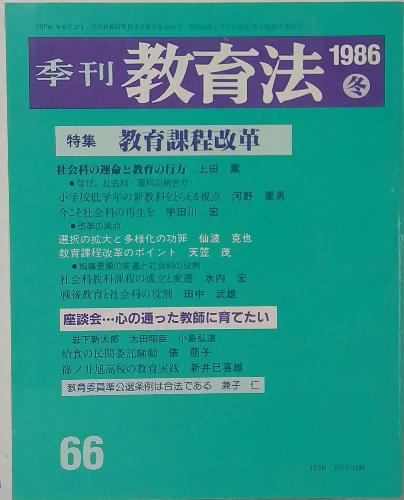 季刊 教育法 1986 冬
特集 教育課程改革
社会科の運命と教育の行方 上田 薫
●なぜ、社会科・理科の統合か
小学校低学年の新教科をとらえる視点 河野 重男
今こそ社会科の再生を 宇田川 宏
●改革の焦点
選択の拡大と多様化の功罪 仙波 克也
教育課程改革のポイント 天笠 茂
●指導要領の変遷と社会科の役割
社会科教科課程の成立と変遷 水内 宏
戦後教育と社会科の役割 田中 武雄
座談会…心の通った教師に育てたい
岩下新太郎 太田昭臣 小島弘道
給食の民間委託騒動 俵 萠子
篠ノ井旭高校の教育実践 新井巳喜雄
教育委員準公選条例は合法である 兼子 仁
66
ISSN